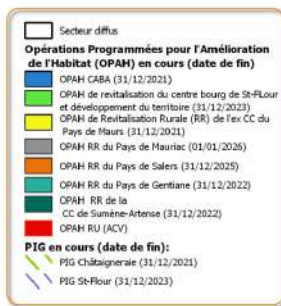 Secteur diffus
Opérations Programmées pour l'Amélioration
de l'Habitat (OPAH) en cours (date de fin)
OPAH CABA (31/12/2021)
OPAH de revitalisation du centre bourg de St-FLour
et développement du territoire (31/12/2023)
OPAH de Revitalisation Rurale (RR) de l'ex CC du
Pays de Maurs (31/12/2021)
OPAH RR du Pays de Mauriac (01/01/2026)
OPAH RR du Pays de Salers (31/12/2025)
OPAH RR du Pays de Gentiane (31/12/2022)
OPAH RR de la
CC de Sumène-Artense (31/12/2022)
OPAH RU (ACV)
PIG en cours (date de fin):
PIG Châtaigneraie (31/12/2021)
PIG St-Flour (31/12/2023)